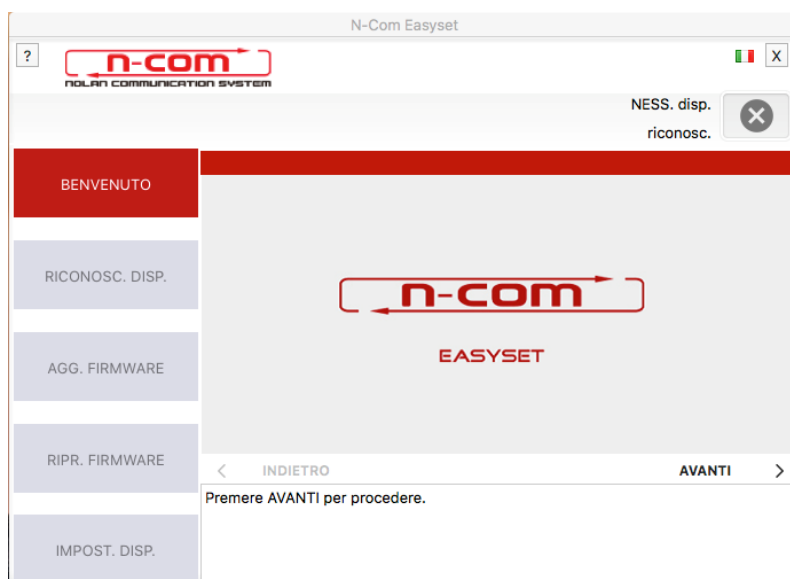 N-Com Easyset
?
n-com
NOLAN COMMUNICATION SYSTEM
X
NESS. disp.
riconosc.
BENVENUTO
RICONOSC. DISP.
AGG. FIRMWARE
RIPR. FIRMWARE
IMPOST. DISP.
n-com
EASYSET
< INDIETRO
AVANTI >
Premere AVANTI per procedere.